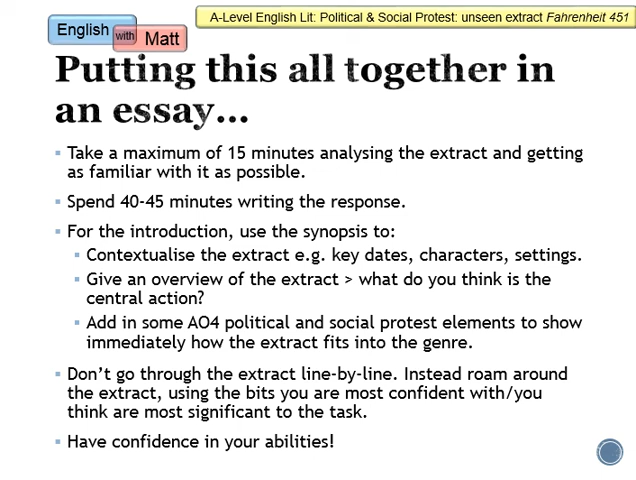 A-Level English Lit: Political & Social Protest: unseen extract Fahrenheit 451
English with Matt
Putting this all together in
an essay...
Take a maximum of 15 minutes analysing the extract and getting
as familiar with it as possible.
Spend 40-45 minutes writing the response.
For the introduction, use the synopsis to:
Contextualise the extract e.g. key dates, characters, settings.
Give an overview of the extract > what do you think is the
central action?
Add in some AO4 political and social protest elements to show
immediately how the extract fits into the genre.
Don't go through the extract line-by-line. Instead roam around
the extract, using the bits you are most confident with/you
think are most significant to the task.
Have confidence in your abilities!